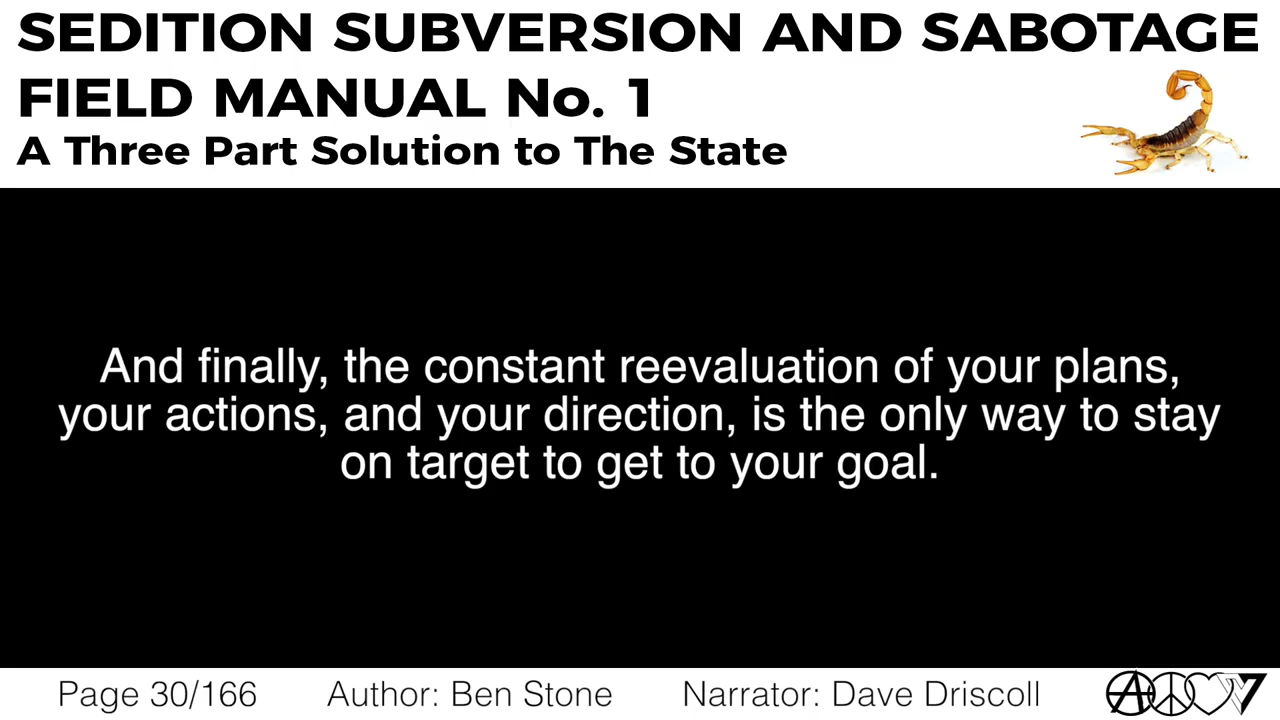 SEDITION SUBVERSION AND SABOTAGE
FIELD MANUAL No. 1
A Three Part Solution to The State
And finally, the constant reevaluation of your plans,
your actions, and your direction, is the only way to stay
on target to get to your goal.
Page 30/166 Author: Ben Stone Narrator: Dave Driscoll